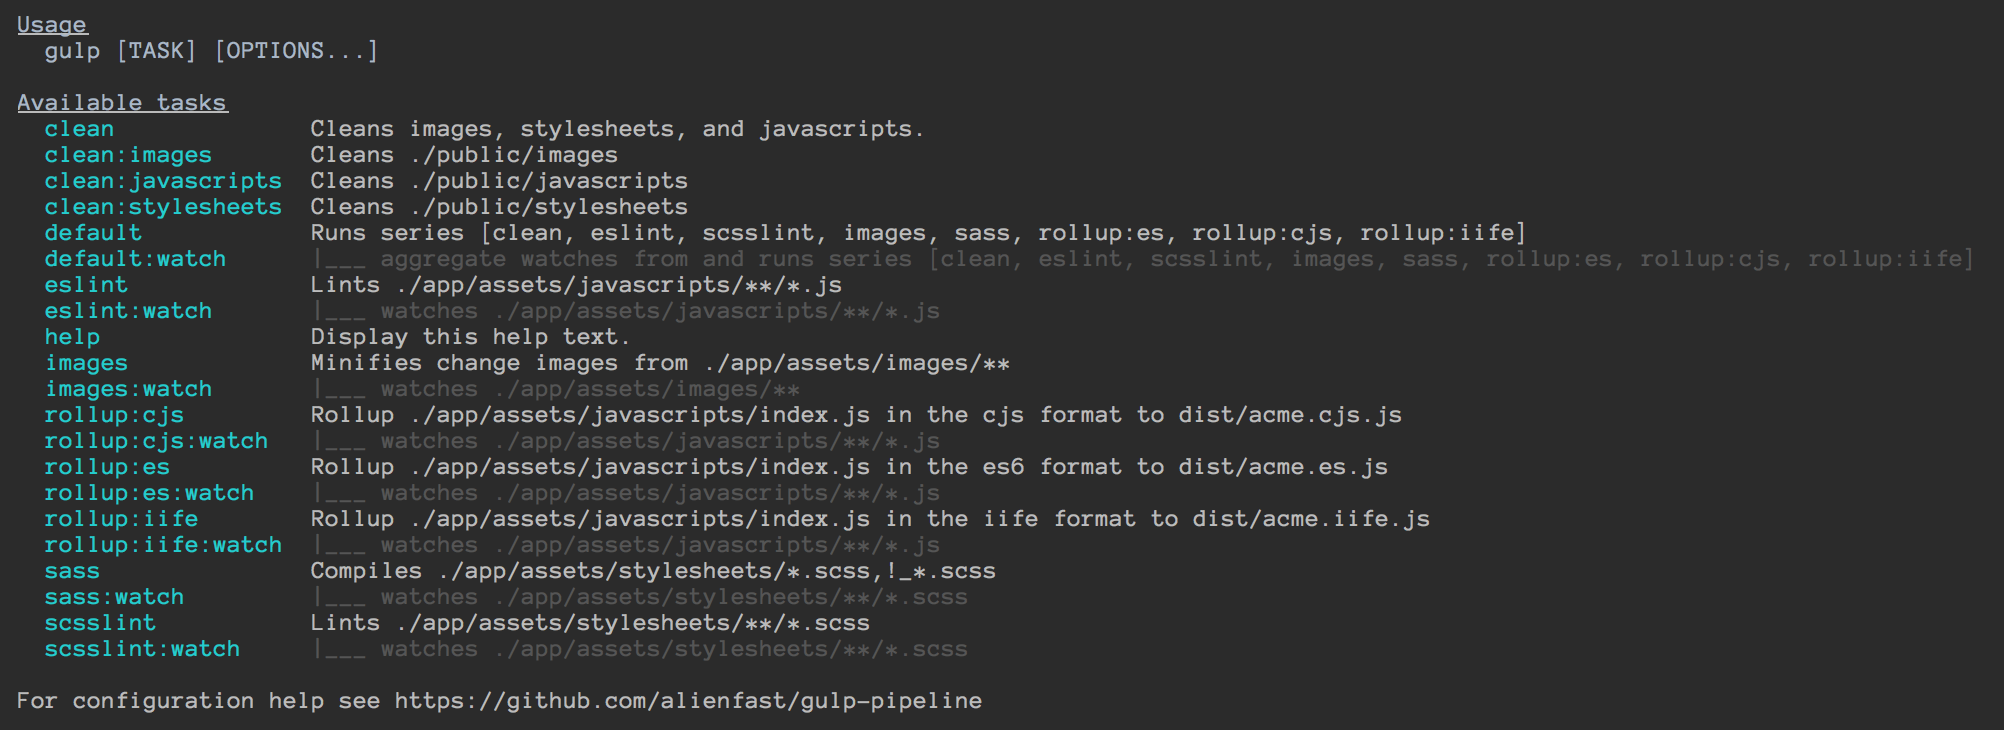 Usage
  gulp [TASK] [OPTIONS...]

Available tasks
  clean              Cleans images, stylesheets, and javascripts.
  clean:images       Cleans ./public/images
  clean:javascripts  Cleans ./public/javascripts
  clean:stylesheets  Cleans ./public/stylesheets
  default            Runs series [clean, eslint, scsslint, images, sass, rollup:es, rollup:cjs, rollup:iife]
  default:watch      |___ aggregate watches from and runs series [clean, eslint, scsslint, images, sass, rollup:es, rollup:cjs, rollup:iife]
  eslint             Lints ./app/assets/javascripts/**/*.js
  eslint:watch       |___ watches ./app/assets/javascripts/**/*.js
  help               Display this help text.
  images             Minifies change images from ./app/assets/images/**
  images:watch       |___ watches ./app/assets/images/**
  rollup:cjs         Rollup ./app/assets/javascripts/index.js in the cjs format to dist/acme.cjs.js
  rollup:cjs:watch   |___ watches ./app/assets/javascripts/**/*.js
  rollup:es          Rollup ./app/assets/javascripts/index.js in the es6 format to dist/acme.es.js
  rollup:es:watch    |___ watches ./app/assets/javascripts/**/*.js
  rollup:iife        Rollup ./app/assets/javascripts/index.js in the iife format to dist/acme.iife.js
  rollup:iife:watch  |___ watches ./app/assets/javascripts/**/*.js
  sass               Compiles ./app/assets/stylesheets/*.scss,!_*.scss
  sass:watch         |___ watches ./app/assets/stylesheets/**/*.scss
  scsslint           Lints ./app/assets/stylesheets/**/*.scss
  scsslint:watch     |___ watches ./app/assets/stylesheets/**/*.scss

For configuration help see https://github.com/alienfast/gulp-pipeline